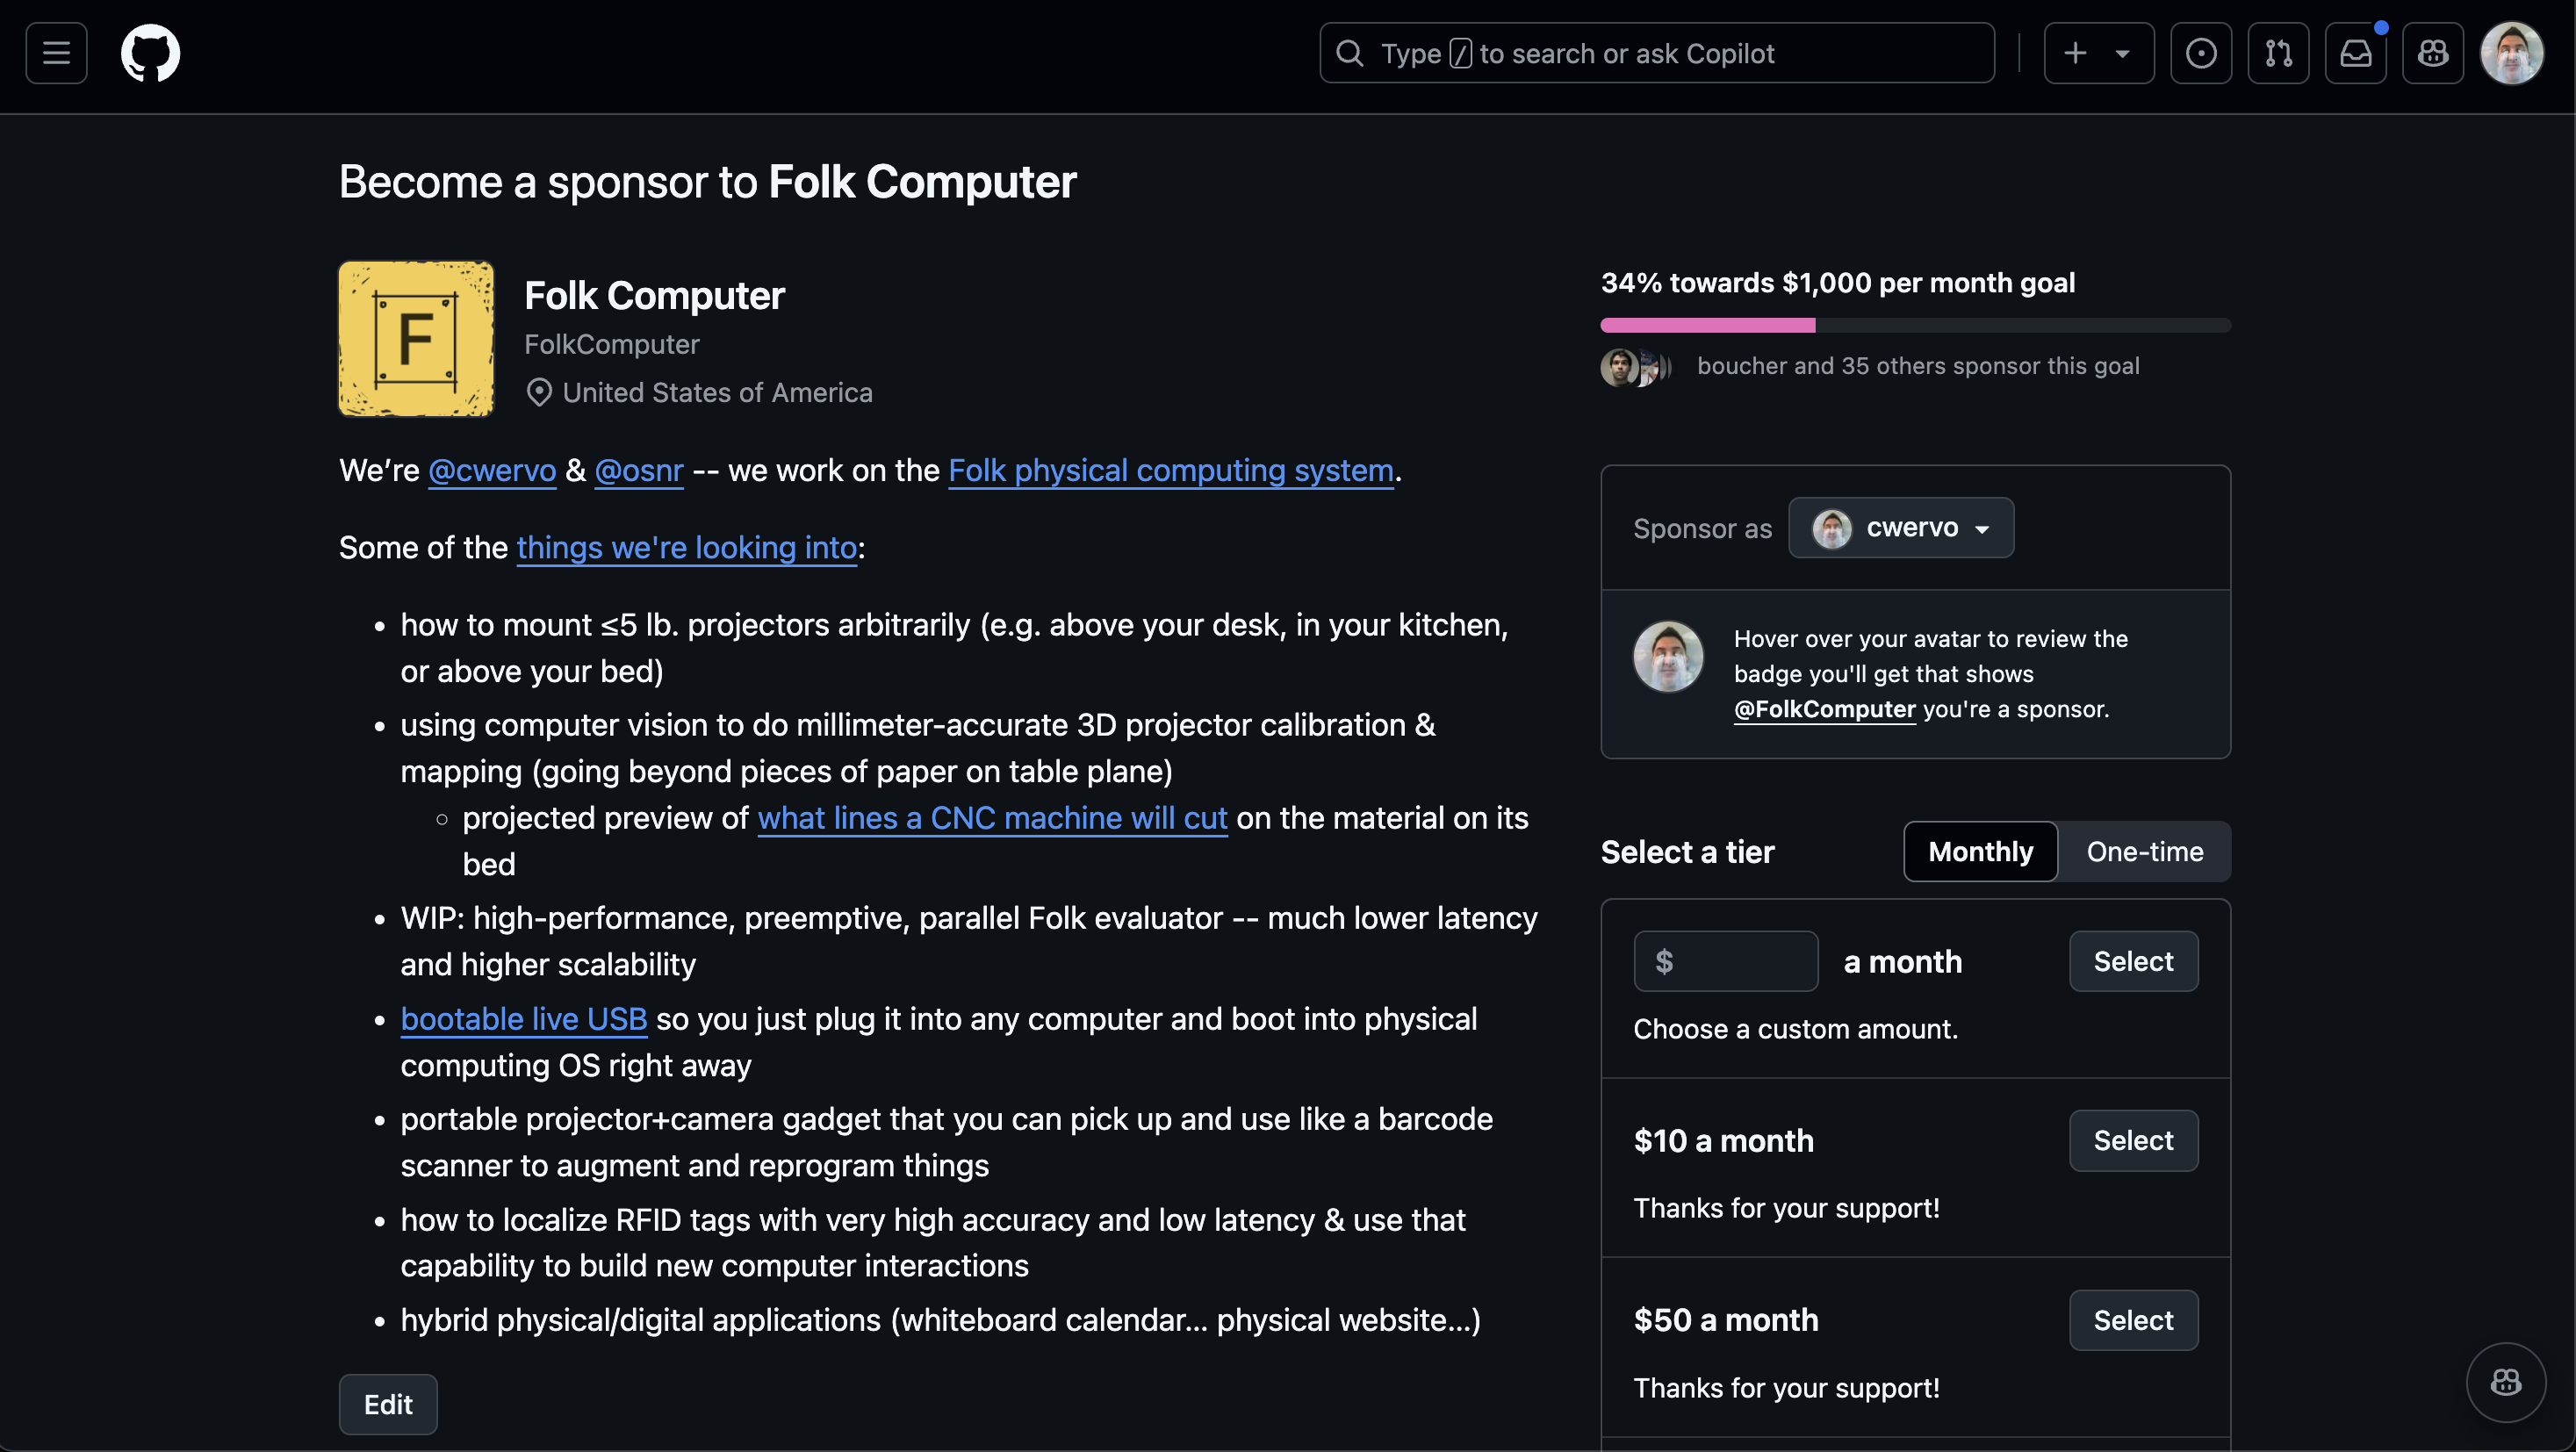 Type / to search or ask Copilot
Become a sponsor to Folk Computer
F
Folk Computer
FolkComputer
United States of America
We're @cwervo & @osnr -- we work on the Folk physical computing system.
Some of the things we're looking into:
• how to mount ≤5 lb. projectors arbitrarily (e.g. above your desk, in your kitchen,
or above your bed)
• using computer vision to do millimeter-accurate 3D projector calibration &
mapping (going beyond pieces of paper on table plane)
◦ projected preview of what lines a CNC machine will cut on the material on its
bed
• WIP: high-performance, preemptive, parallel Folk evaluator -- much lower latency
and higher scalability
• bootable live USB so you just plug it into any computer and boot into physical
computing OS right away
• portable projector+camera gadget that you can pick up and use like a barcode
scanner to augment and reprogram things
• how to localize RFID tags with very high accuracy and low latency & use that
capability to build new computer interactions
• hybrid physical/digital applications (whiteboard calendar... physical website...)
Edit
34% towards $1,000 per month goal
boucher and 35 others sponsor this goal
Sponsor as cwervo
Hover over your avatar to review the
badge you'll get that shows
@FolkComputer you're a sponsor.
Select a tier
Monthly One-time
$ a month Select
Choose a custom amount.
$10 a month Select
Thanks for your support!
$50 a month Select
Thanks for your support!